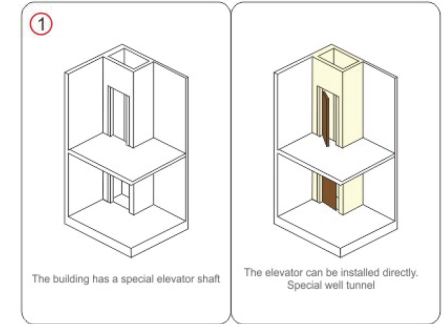 1
The building has a special elevator shaft
The elevator can be installed directly.
Special well tunnel